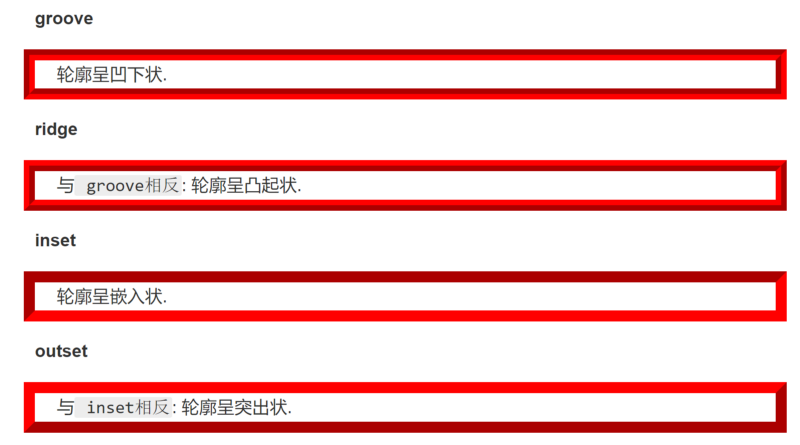 groove
轮廓呈凹下状.
ridge
与 groove相反: 轮廓呈凸起状.
inset
轮廓呈嵌入状.
outset
与 inset相反: 轮廓呈突出状.